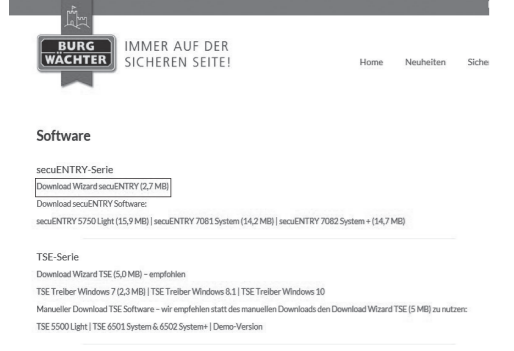 BURG
WÄCHTER
IMMER AUF DER
SICHEREN SEITE!
Home Neuheiten Sicher
Software
secuENTRY-Serie
Download Wizard secuENTRY (2,7 MB)
Download secuENTRY Software:
secuENTRY 5750 Light (15,9 MB) | secuENTRY 7081 System (14,2 MB) | secuENTRY 7082 System + (14,7 MB)
TSE-Serie
Download Wizard TSE (5,0 MB) – empfohlen
TSE Treiber Windows 7 (2,3 MB) | TSE Treiber Windows 8.1 | TSE Treiber Windows 10
Manueller Download TSE Software – wir empfehlen statt des manuellen Downloads den Download Wizard TSE (5 MB) zu nutzen:
TSE 5500 Light | TSE 6501 System & 6502 System+ | Demo-Version